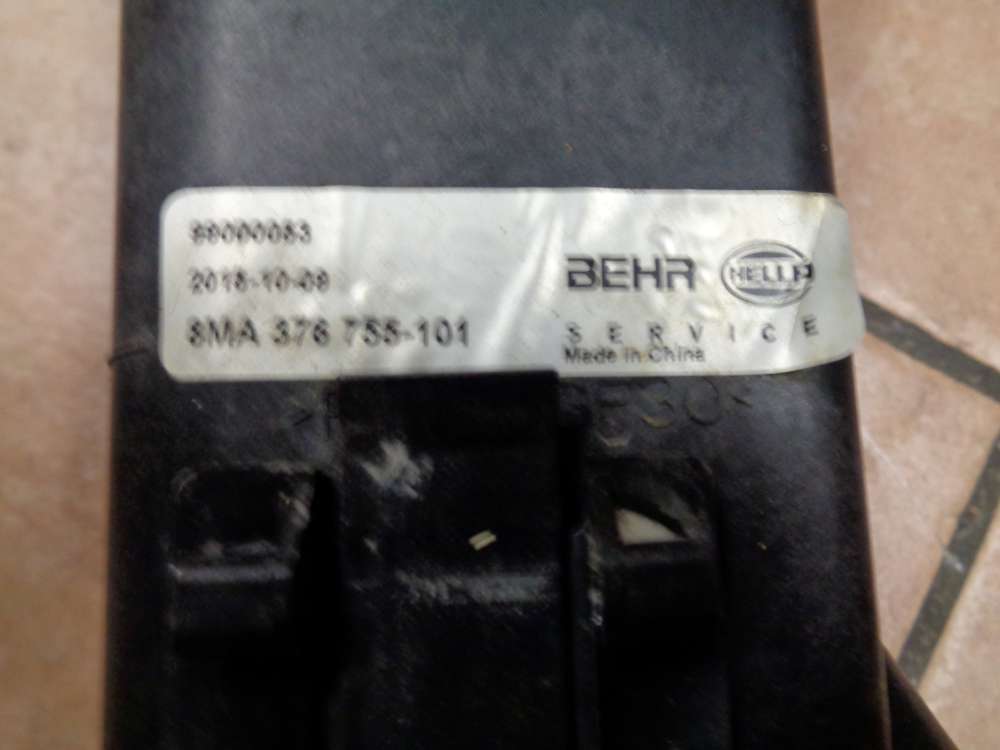 99000083
2018-10-09
8MA 376 755-101
BEHR HELLA
SERVICE
Made in China